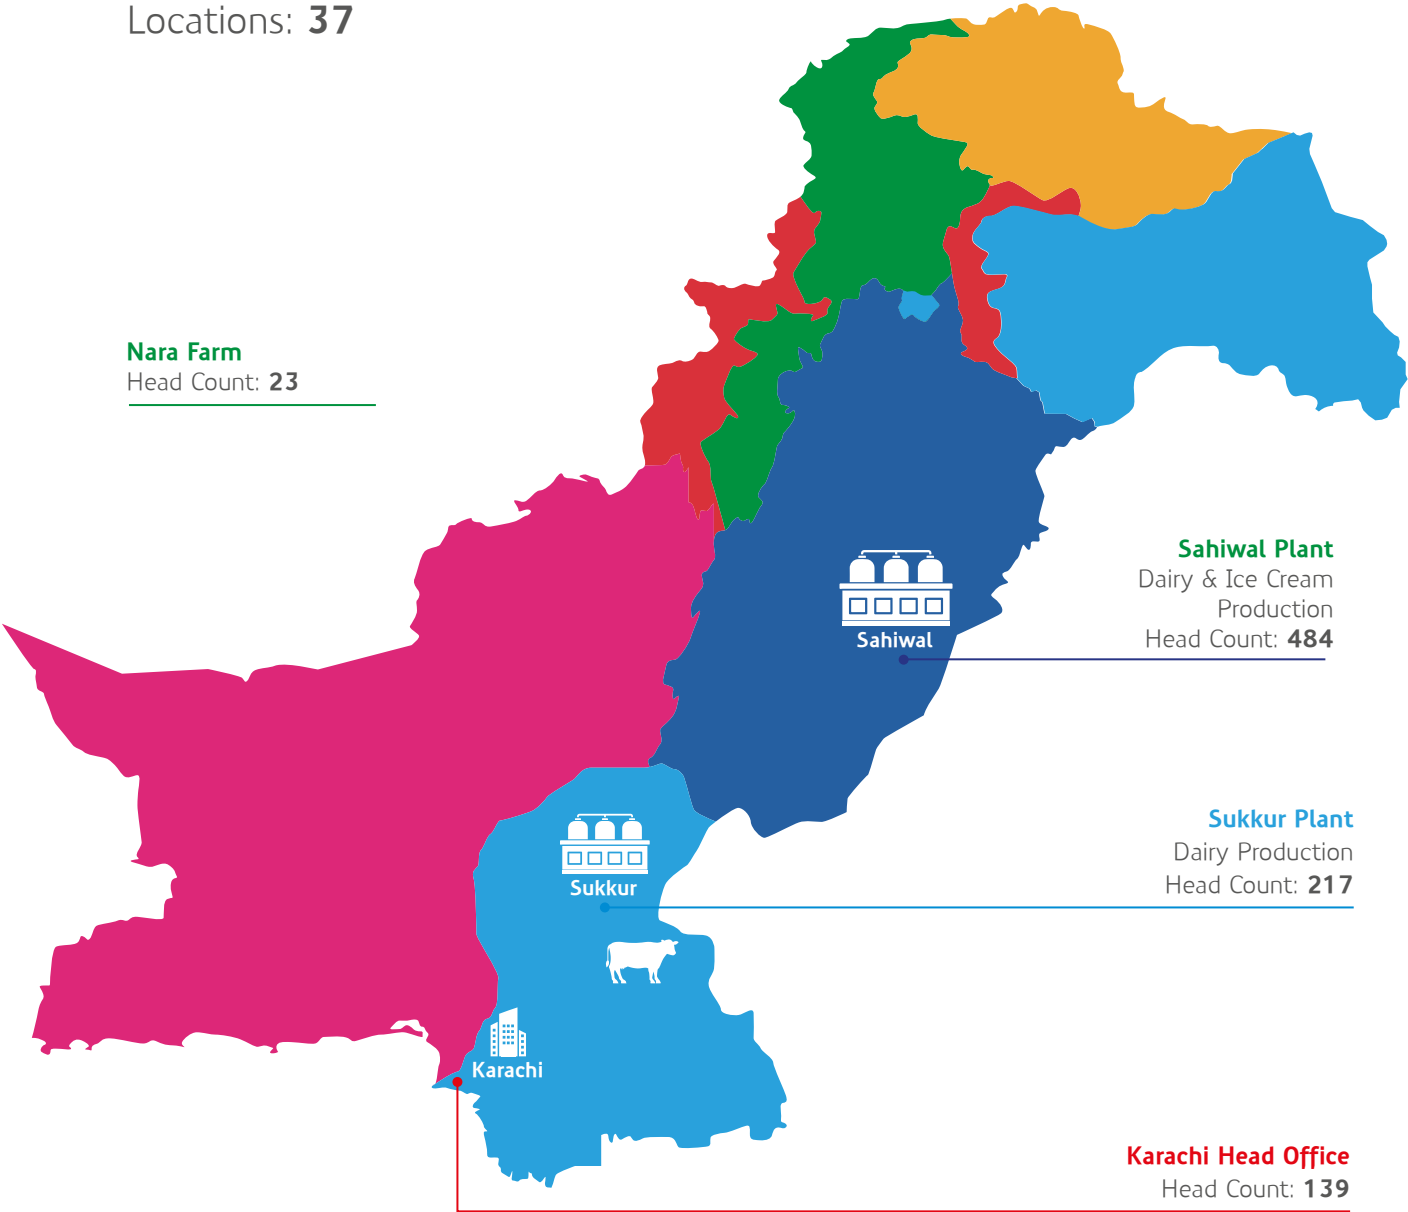 Locations: 37
Nara Farm
Head Count: 23
Sahiwal Plant
Dairy & Ice Cream
Production
Head Count: 484
Sahiwal
Sukkur Plant
Dairy Production
Head Count: 217
Sukkur
Karachi
Karachi Head Office
Head Count: 139